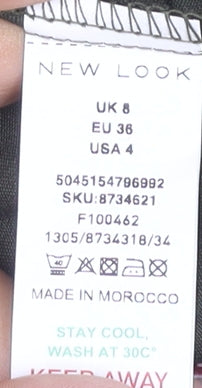 NEW LOOK
UK 8
EU 36
USA 4
5045154796992
SKU:8734621
F100462
1305/8734318/34
MADE IN MOROCCO
STAY COOL,
WASH AT 30C°
KEEP AWAY